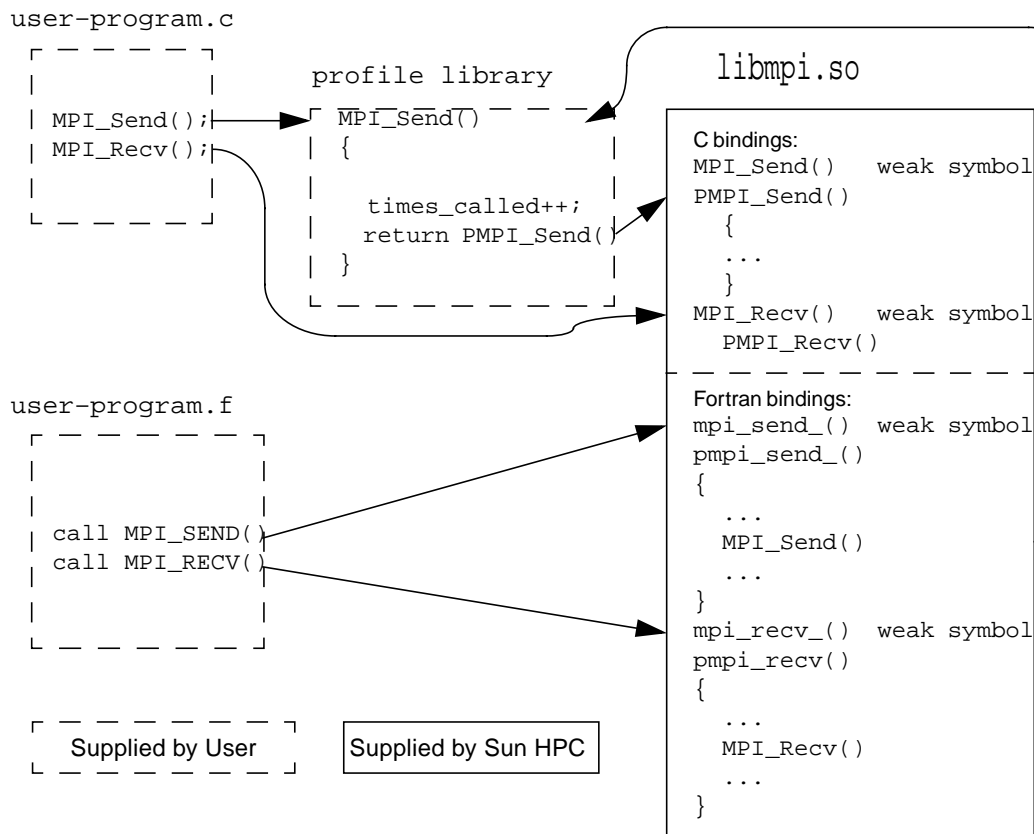 user–program.c
MPI_Send();
MPI_Recv();
profile library
MPI_Send()
{
times_called++;
return PMPI_Send()
}
libmpi.so
C bindings:
MPI_Send() weak symbol
PMPI_Send()
{
...
}
MPI_Recv() weak symbol
PMPI_Recv()
user–program.f
call MPI_SEND()
call MPI_RECV()
Fortran bindings:
mpi_send_() weak symbol
pmpi_send_()
{
...
MPI_Send()
...
}
mpi_recv_() weak symbol
pmpi_recv()
{
...
MPI_Recv()
...
}
Supplied by User
Supplied by Sun HPC